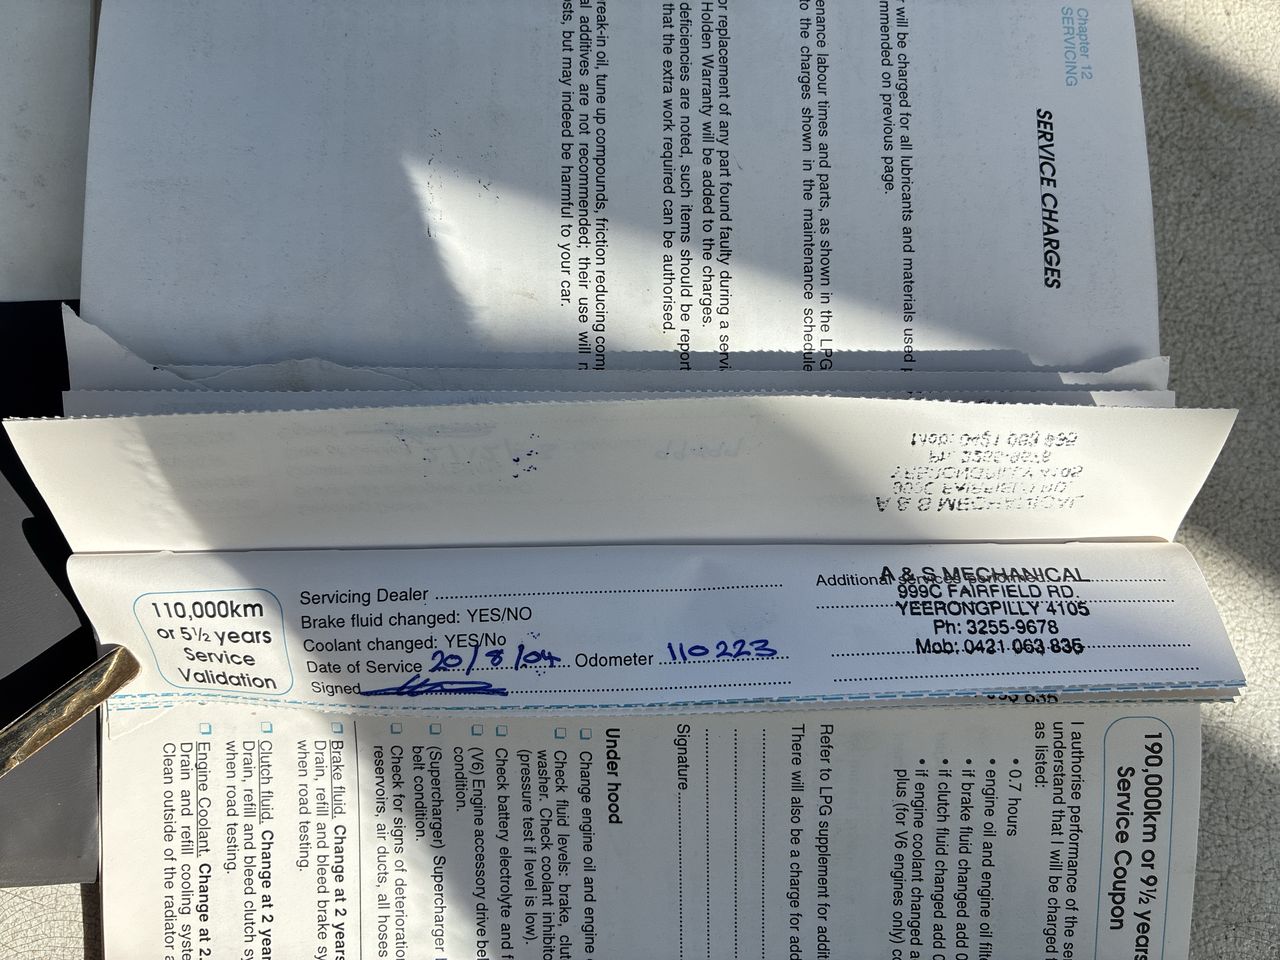 Chapter 12
SERVICING
SERVICE CHARGES
will be charged for all lubricants and materials used
mmended on previous page.
enance labour times and parts, as shown in the LPG
to the charges shown in the maintenance schedule
or replacement of any part found faulty during a servi
Holden Warranty will be added to the charges.
deficiencies are noted, such items should be report
that the extra work required can be authorised.
reak-in oil, tune up compounds, friction reducing com
al additives are not recommended; their use will n
sts, but may indeed be harmful to your car.
110,000km
or 5½ years
Service
Validation
Servicing Dealer
Brake fluid changed: YES/NO
Coolant changed: YES/No
Date of Service 20/8/04 Odometer 110223
Signed
Additional services performed
A & S MECHANICAL
999C FAIRFIELD RD.
YEERONGPILLY 4105
Ph: 3255-9678
Mob: 0421 063 835
190,000km or 9½ years
Service Coupon
I authorise performance of the se
understand that I will be charged
as listed:
• 0.7 hours
• engine oil and engine oil filt
• if brake fluid changed add 0
• if clutch fluid changed add 0
• if engine coolant changed a
plus (for V6 engines only) c
Refer to LPG supplement for addit
There will also be a charge for add
Signature
Under hood
Change engine oil and engine
Check fluid levels: brake, clut
washer. Check coolant inhibito
(pressure test if level is low).
Check battery electrolyte and f
(V6) Engine accessory drive bel
condition.
(Supercharger) Supercharger
belt condition.
Check for signs of deterioration
reservoirs, air ducts, all hoses
Brake fluid. Change at 2 years
Drain, refill and bleed brake sy
when road testing.
Clutch fluid. Change at 2 year
Drain, refill and bleed clutch sy
when road testing.
Engine Coolant. Change at 2.
Drain and refill cooling syste
Clean outside of the radiator a